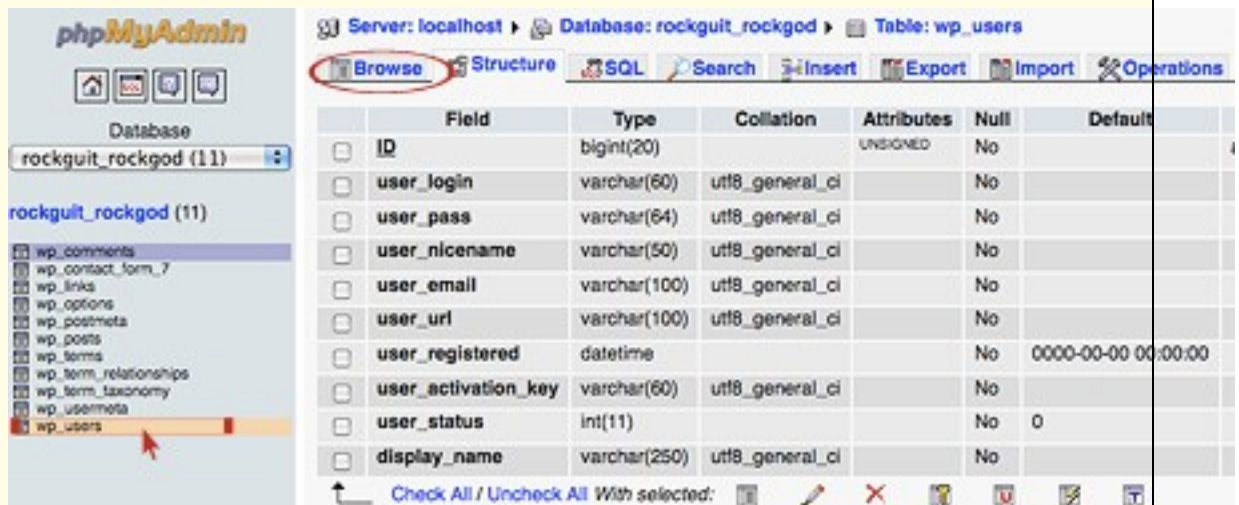 phpMyAdmin
Database
rockguit_rockgod (11)
rockguit_rockgod (11)
wp_comments
wp_contact_form_7
wp_links
wp_options
wp_postmeta
wp_posts
wp_terms
wp_term_relationships
wp_term_taxonomy
wp_usermeta
wp_users
Server: localhost Database: rockguit_rockgod Table: wp_users
Browse Structure SQL Search Insert Export Import Operations
Field Type Collation Attributes Null Default
ID bigint(20) UNSIGNED No
user_login varchar(60) utf8_general_ci No
user_pass varchar(64) utf8_general_ci No
user_nicename varchar(50) utf8_general_ci No
user_email varchar(100) utf8_general_ci No
user_url varchar(100) utf8_general_ci No
user_registered datetime No 0000-00-00 00:00:00
user_activation_key varchar(60) utf8_general_ci No
user_status int(11) No 0
display_name varchar(250) utf8_general_ci No
Check All / Uncheck All With selected: